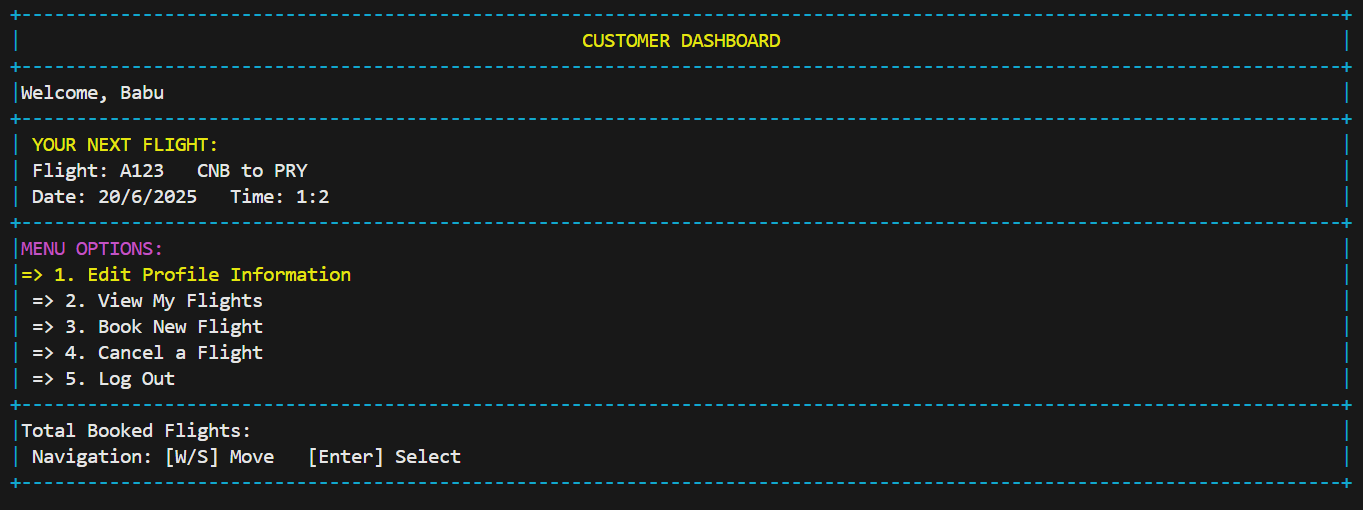 CUSTOMER DASHBOARD
Welcome, Babu
YOUR NEXT FLIGHT:
Flight: A123   CNB to PRY
Date: 20/6/2025   Time: 1:2
MENU OPTIONS:
=> 1. Edit Profile Information
=> 2. View My Flights
=> 3. Book New Flight
=> 4. Cancel a Flight
=> 5. Log Out
Total Booked Flights:
Navigation: [W/S] Move   [Enter] Select